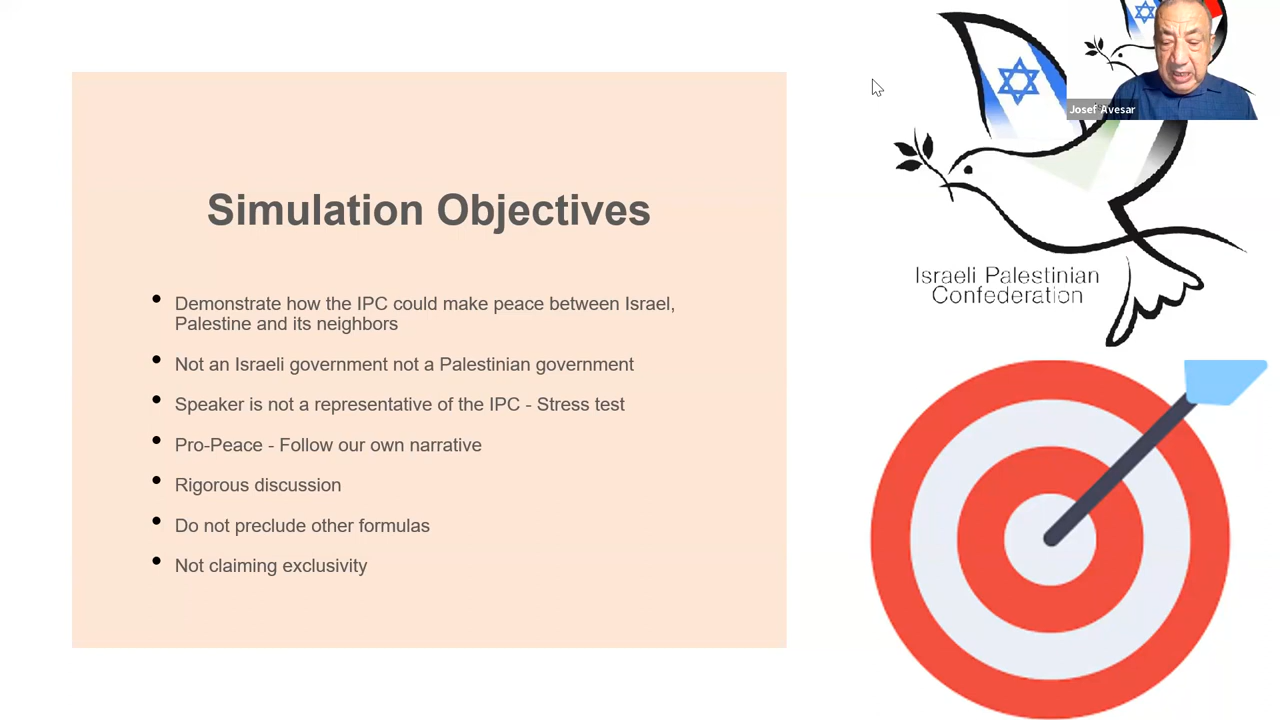 Simulation Objectives
Demonstrate how the IPC could make peace between Israel,
Palestine and its neighbors
Not an Israeli government not a Palestinian government
Speaker is not a representative of the IPC - Stress test
Pro-Peace - Follow our own narrative
Rigorous discussion
Do not preclude other formulas
Not claiming exclusivity
Josef Avesar
Israeli Palestinian
Confederation